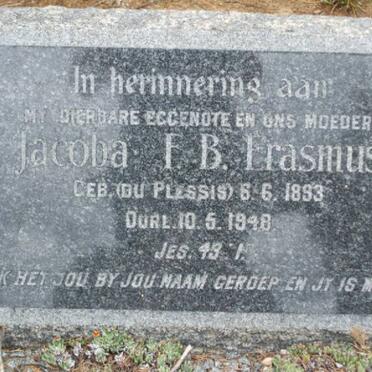 In herinnering aan
MY DIERBARE EGGENOTE EN ONS MOEDER
Jacoba F. B. Erasmus
GEB. (DU PLESSIS) 6. 6. 1893
OORL. 10. 5. 1948
JES. 43. 1.
K HET JOU BY JOU NAAM GEROEP EN JY IS M